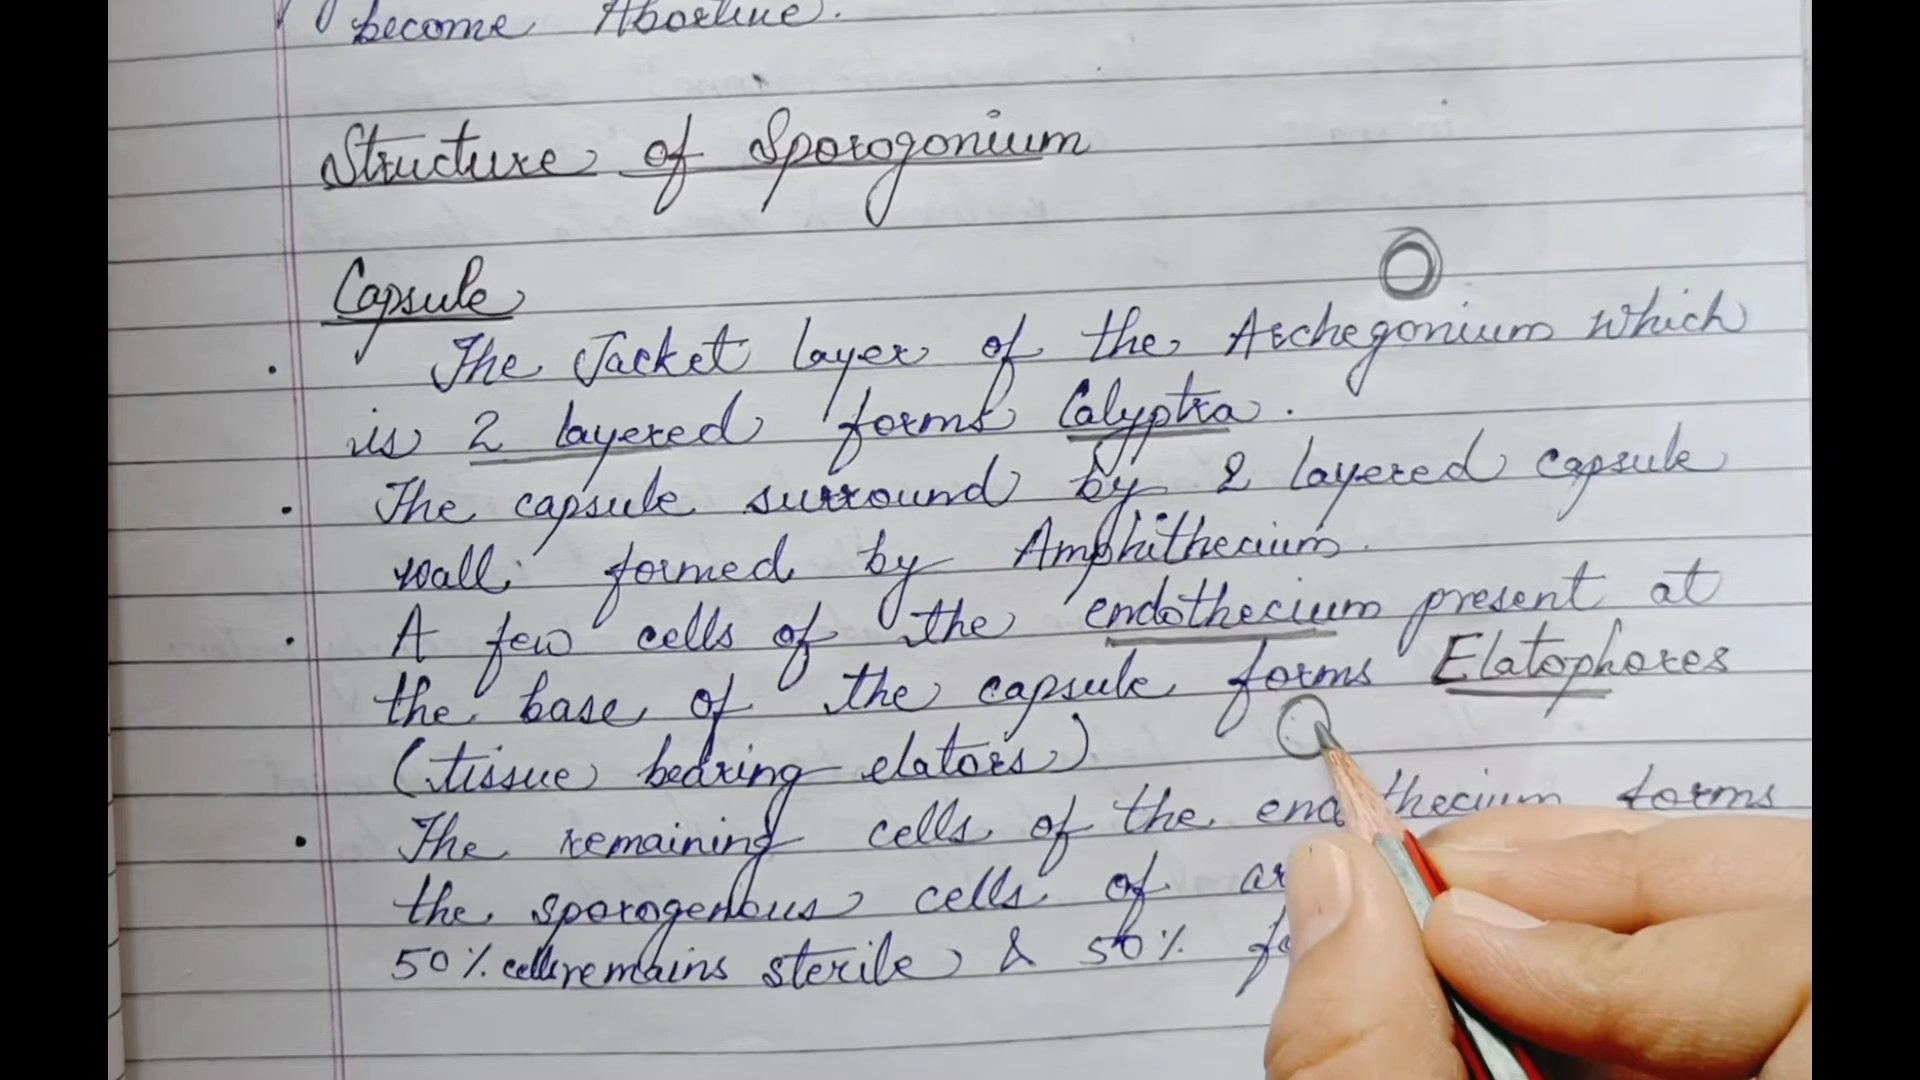 become Abortive.
Structure of Sporogonium
Capsule
. The Jacket layer of the Archegonium which
is 2 layered forms Calyptra.
. The capsule surround by 2 layered capsule
wall formed by Amphithecium.
. A few cells of the endothecium present at
the base of the capsule forms Elatophores
(tissue bearing elators)
. The remaining cells of the endothecium forms
the sporogenous cells of
50% cells remains sterile & 50%